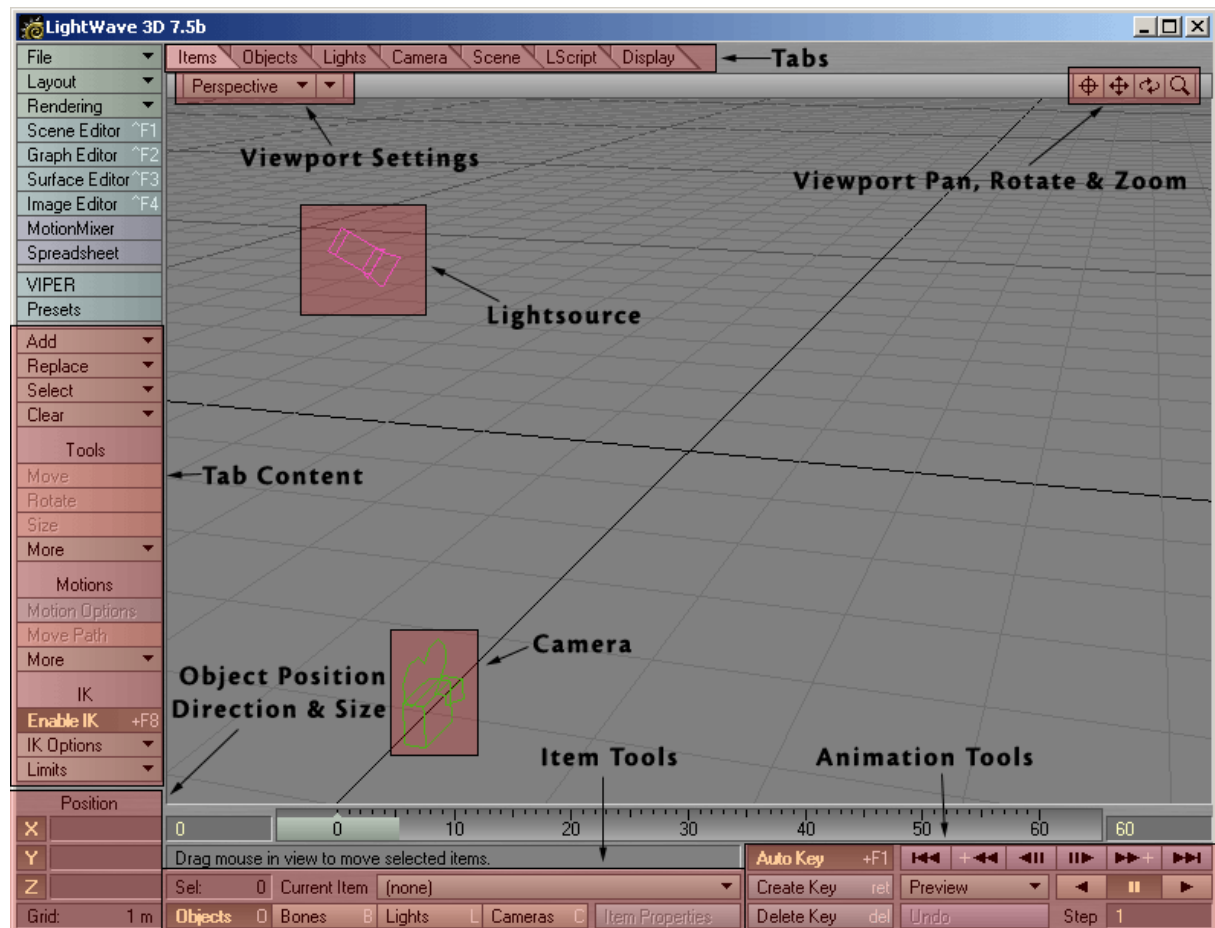 LightWave 3D 7.5b
File
Layout
Rendering
Scene Editor ^F1
Graph Editor ^F2
Surface Editor ^F3
Image Editor ^F4
MotionMixer
Spreadsheet
VIPER
Presets
Add
Replace
Select
Clear
Tools
Move
Rotate
Size
More
Motions
Motion Options
Move Path
More
IK
Enable IK +F8
IK Options
Limits
Position
X
Y
Z
Grid: 1 m
Items Objects Lights Camera Scene LScript Display
Tabs
Perspective
Viewport Settings
Viewport Pan, Rotate & Zoom
Lightsource
Tab Content
Camera
Object Position
Direction & Size
Item Tools
Animation Tools
0 0 10 20 30 40 50 60 60
Drag mouse in view to move selected items.
Sel: 0 Current Item (none)
Objects O Bones B Lights L Cameras C Item Properties
Auto Key +F1
Create Key ret Preview
Delete Key del Undo Step 1